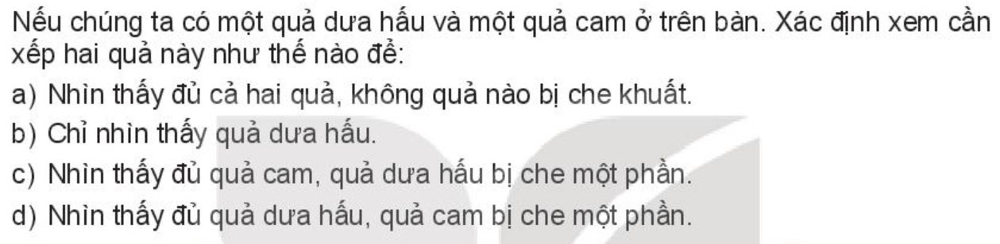 Nếu chúng ta có một quả dưa hấu và một quả cam ở trên bàn. Xác định xem cần
xếp hai quả này như thế nào để:
a) Nhìn thấy đủ cả hai quả, không quả nào bị che khuất.
b) Chỉ nhìn thấy quả dưa hấu.
c) Nhìn thấy đủ quả cam, quả dưa hấu bị che một phần.
d) Nhìn thấy đủ quả dưa hấu, quả cam bị che một phần.